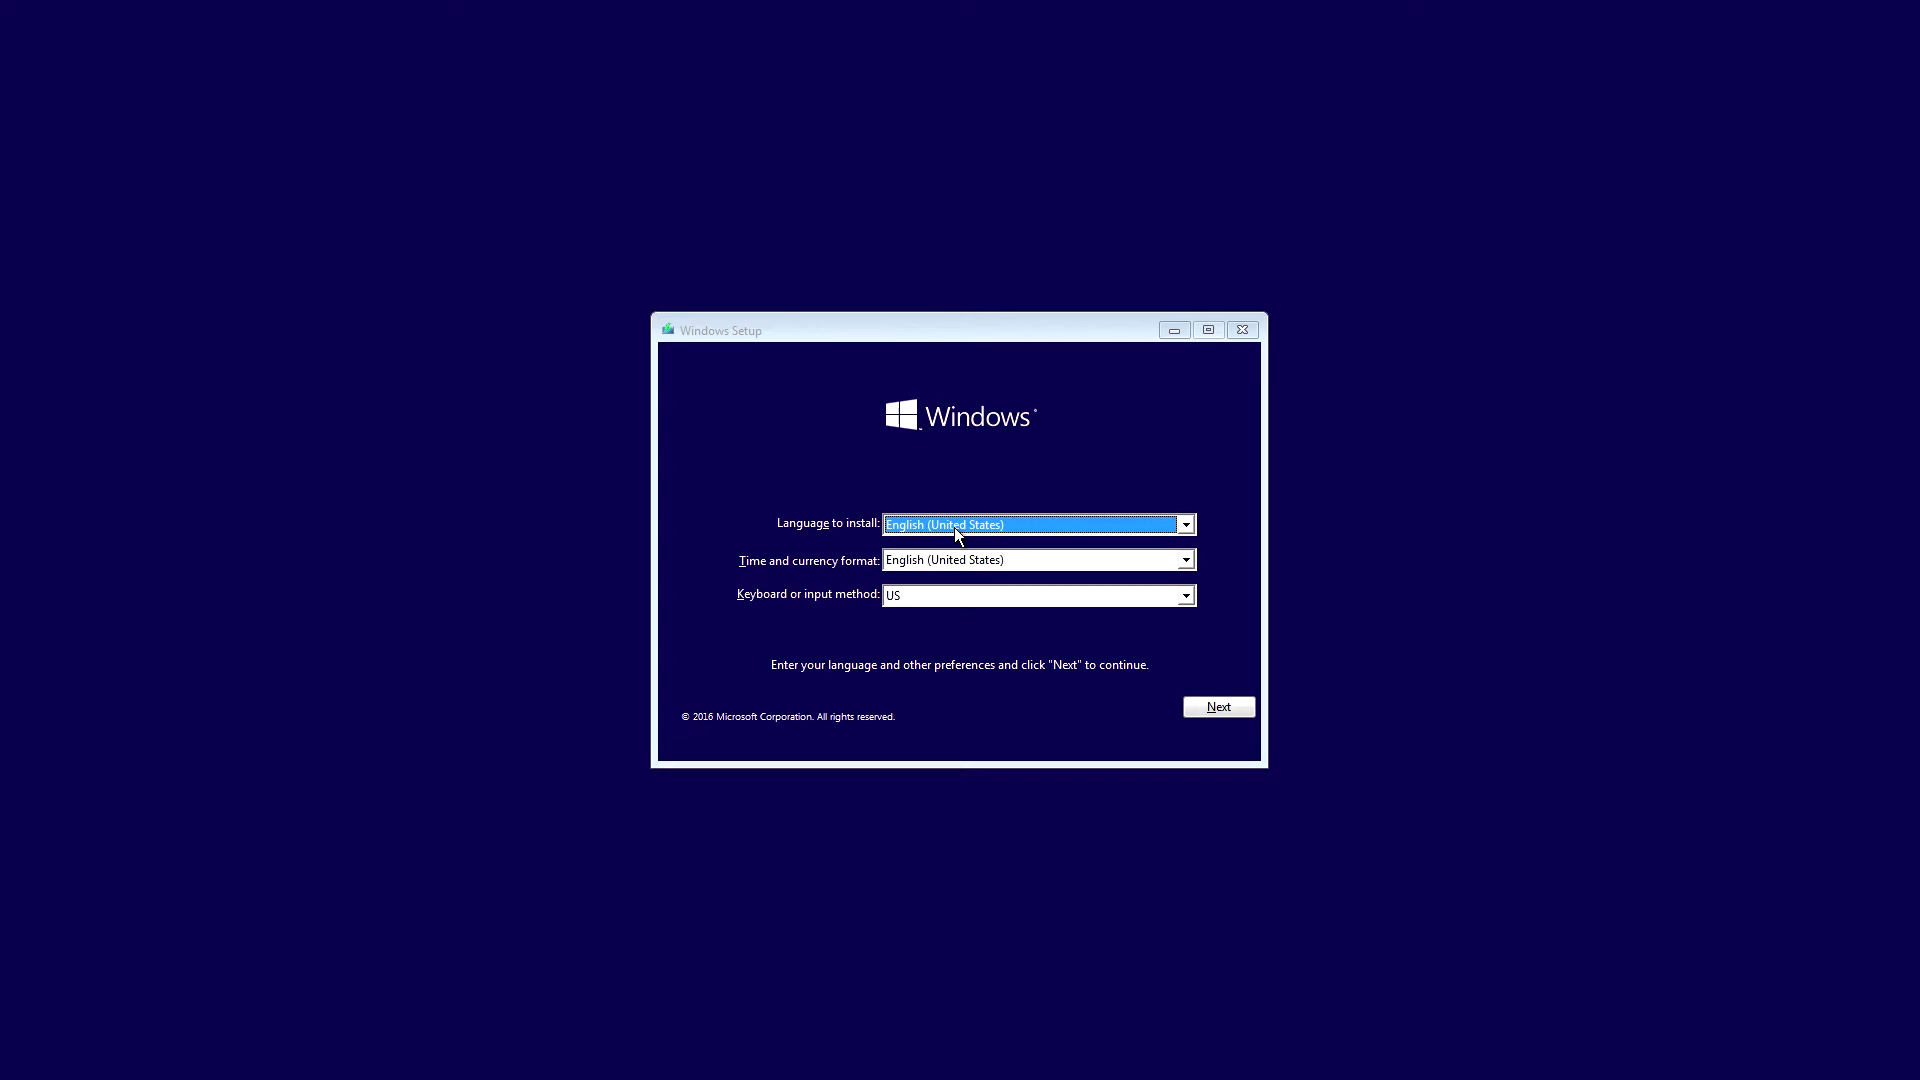 Windows Setup
Windows
Language to install: English (United States)
Time and currency format: English (United States)
Keyboard or input method: US
Enter your language and other preferences and click "Next" to continue.
Next
© 2016 Microsoft Corporation. All rights reserved.